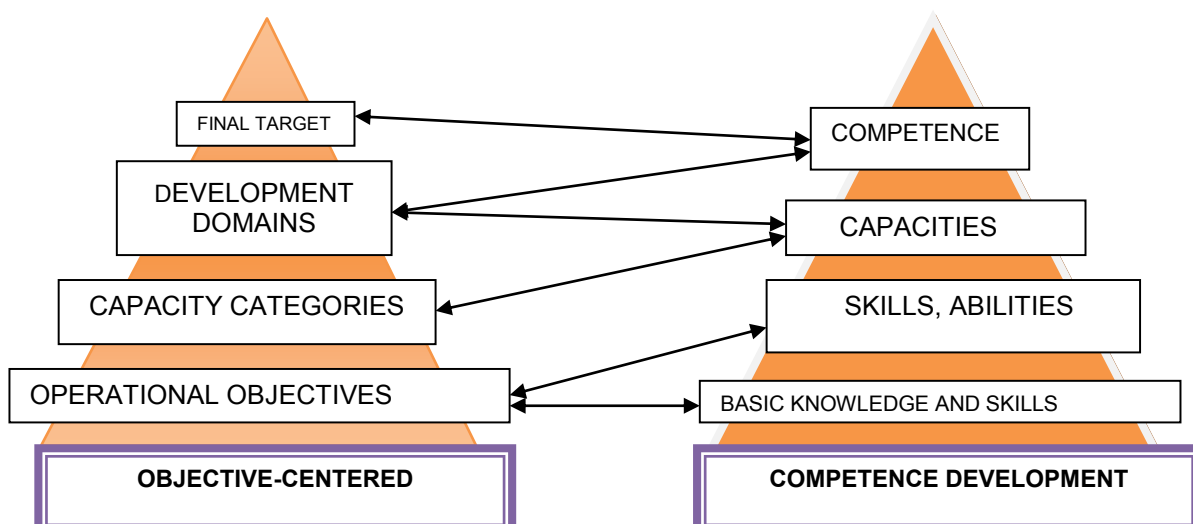 FINAL TARGET
DEVELOPMENT
DOMAINS
CAPACITY CATEGORIES
OPERATIONAL OBJECTIVES
OBJECTIVE-CENTERED
COMPETENCE
CAPACITIES
SKILLS, ABILITIES
BASIC KNOWLEDGE AND SKILLS
COMPETENCE DEVELOPMENT